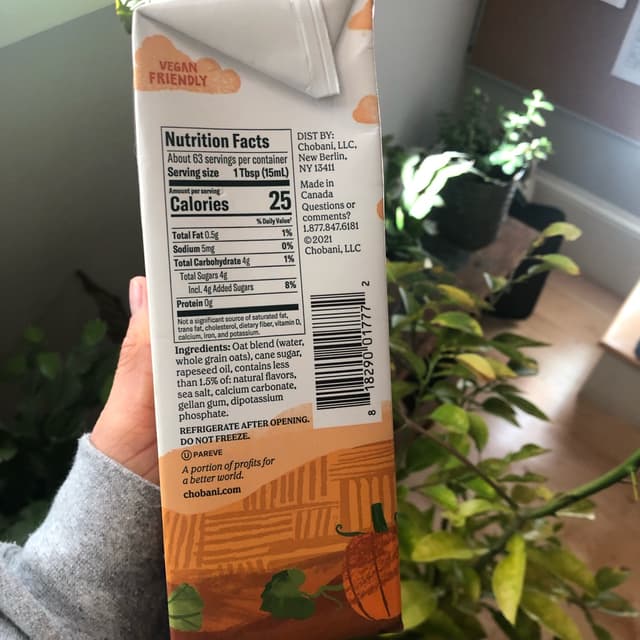 VEGAN
FRIENDLY
Nutrition Facts
About 63 servings per container
Serving size 1 Tbsp (15mL)
Amount per serving
Calories 25
% Daily Value*
Total Fat 0.5g 1%
Sodium 5mg 0%
Total Carbohydrate 4g 1%
Total Sugars 4g
Incl. 4g Added Sugars 8%
Protein 0g
Not a significant source of saturated fat,
trans fat, cholesterol, dietary fiber, vitamin D,
calcium, iron, and potassium.
Ingredients: Oat blend (water,
whole grain oats), cane sugar,
rapeseed oil, contains less
than 1.5% of: natural flavors,
sea salt, calcium carbonate,
gellan gum, dipotassium
phosphate.
REFRIGERATE AFTER OPENING.
DO NOT FREEZE.
U PAREVE
A portion of profits for
a better world.
chobani.com
DIST BY:
Chobani, LLC,
New Berlin,
NY 13411
Made in
Canada
Questions or
comments?
1.877.847.6181
©2021
Chobani, LLC
8 18290 01777 2